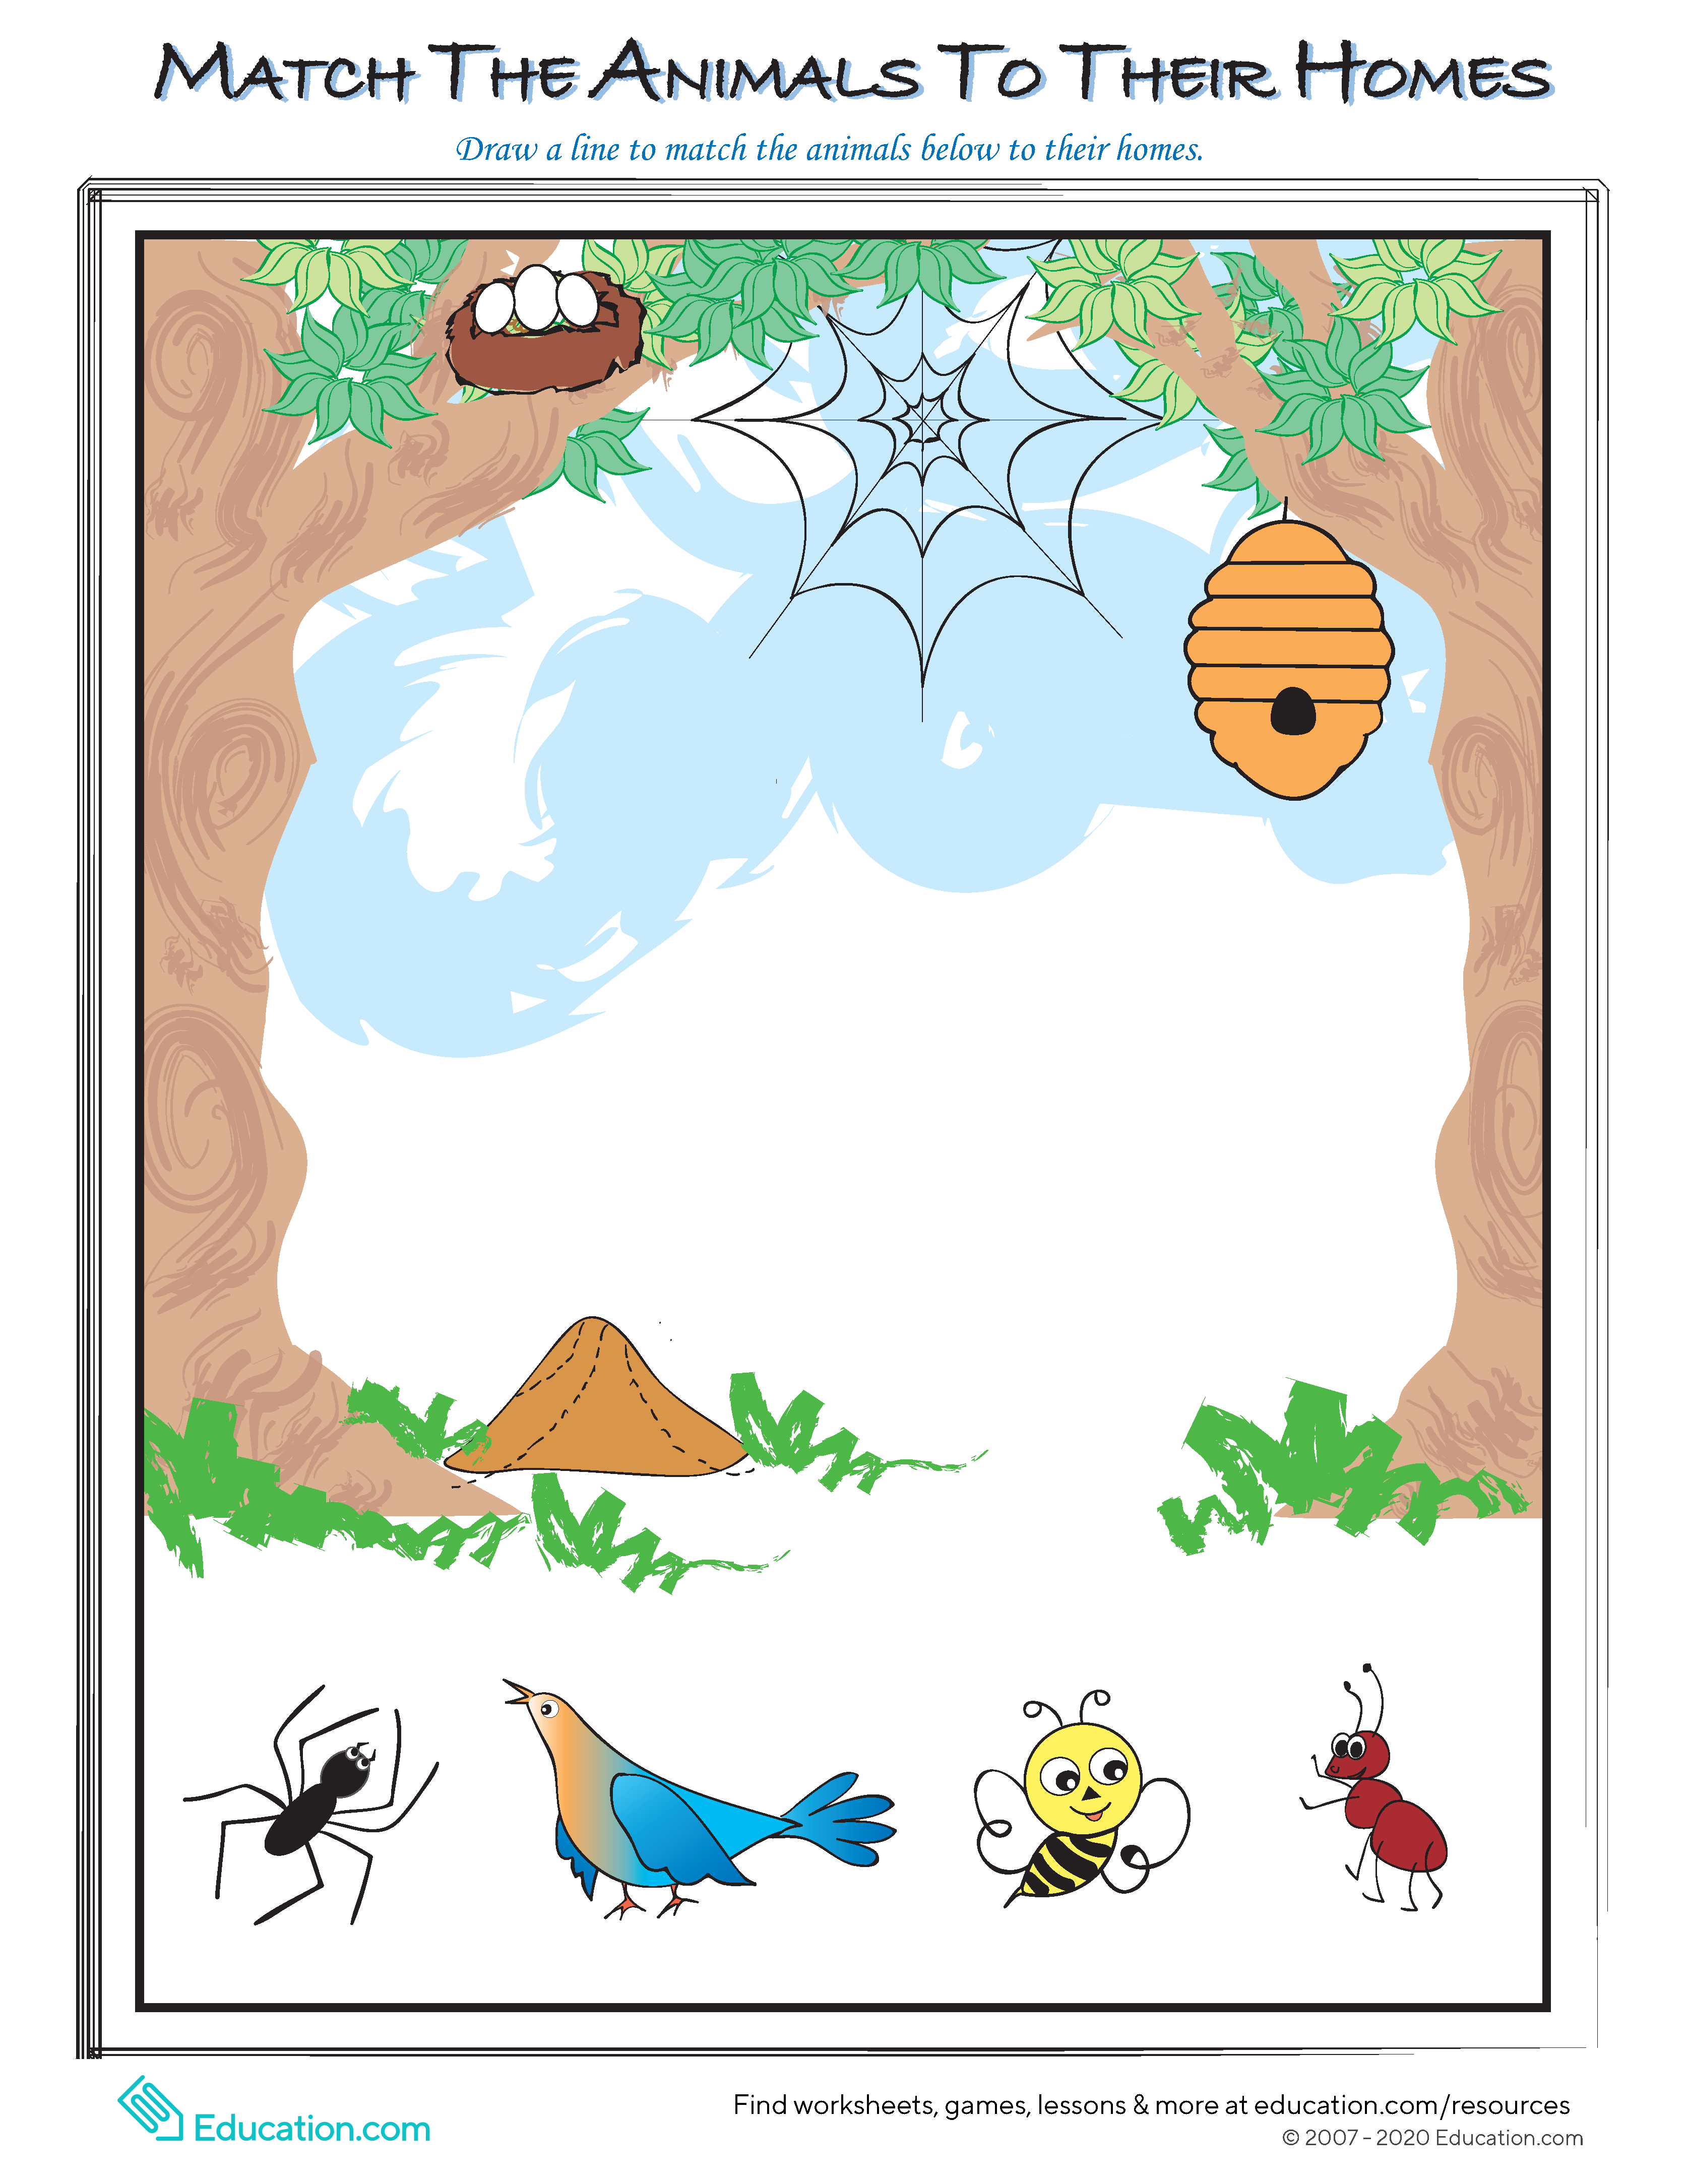 Match The Animals To Their Homes
Draw a line to match the animals below to their homes.
Education.com
Find worksheets, games, lessons & more at education.com/resources
© 2007 - 2020 Education.com